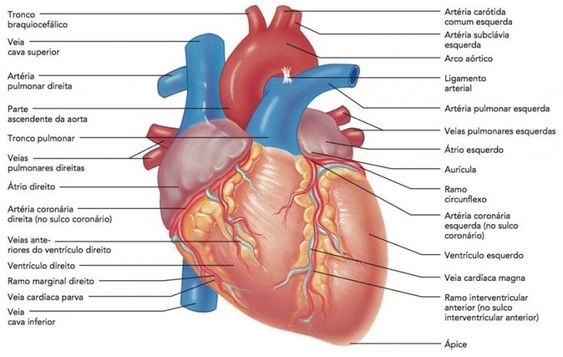 Tronco
braquiocefálico
Veia
cava superior
Artéria
pulmonar direita
Parte
ascendente da aorta
Tronco pulmonar
Veias
pulmonares direitas
Átrio direito
Artéria coronária
direita (no sulco coronário)
Veias ante-
riores do ventrículo direito
Ventrículo direito
Ramo marginal direito
Veia cardíaca parva
Veia
cava inferior
Artéria carótida
comum esquerda
Artéria subclávia
esquerda
Arco aórtico
Ligamento
arterial
Artéria pulmonar esquerda
Veias pulmonares esquerdas
Átrio esquerdo
Aurícula
Ramo
circunflexo
Artéria coronária
esquerda (no sulco
coronário)
Ventrículo esquerdo
Veia cardíaca magna
Ramo interventricular
anterior (no sulco
interventricular anterior)
Ápice